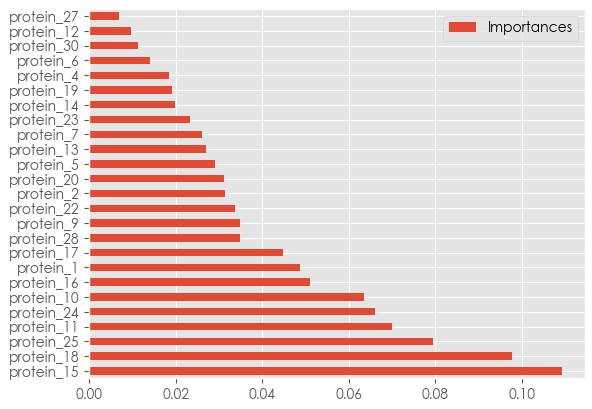 protein_27
Importances
protein_12
protein_30
protein_6
protein_4
protein_19
protein_14
protein_23
protein_7
protein_13
protein_5
protein_20
protein_2
protein_22
protein_9
protein_28
protein_17
protein_1
protein_16
protein_10
protein_24
protein_11
protein_25
protein_18
protein_15
0.00 0.02 0.04 0.06 0.08 0.10